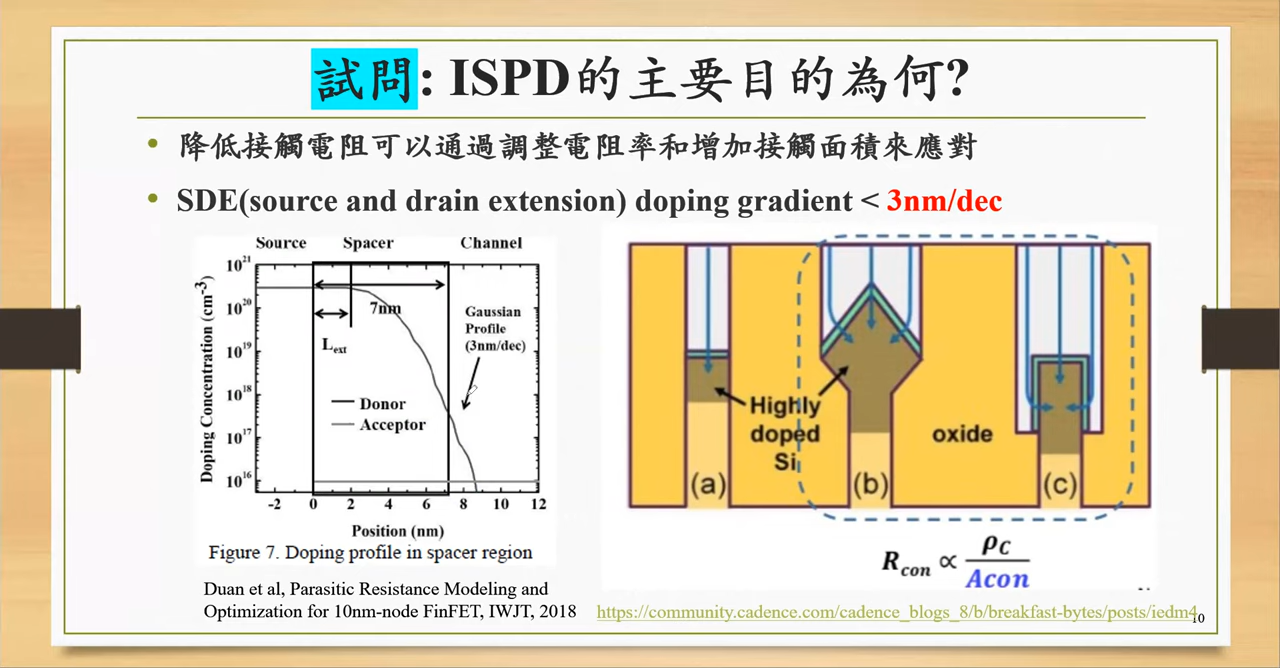 試問: ISPD的主要目的為何?
• 降低接觸電阻可以通過調整電阻率和增加接觸面積來應對
• SDE(source and drain extension) doping gradient < 3nm/dec
Source Spacer Channel
Doping Concentration (cm-3)
10^21
10^20
10^19
10^18
10^17
10^16
7nm
Lext
Gaussian
Profile
(3nm/dec)
Donor
Acceptor
-2 0 2 4 6 8 10 12
Position (nm)
Figure 7. Doping profile in spacer region
Duan et al, Parasitic Resistance Modeling and
Optimization for 10nm-node FinFET, IWJT, 2018
Highly
doped
Si
oxide
(a) (b) (c)
Rcon ∝ ρC / Acon
https://community.cadence.com/cadence_blogs_8/b/breakfast-bytes/posts/iedm4
10